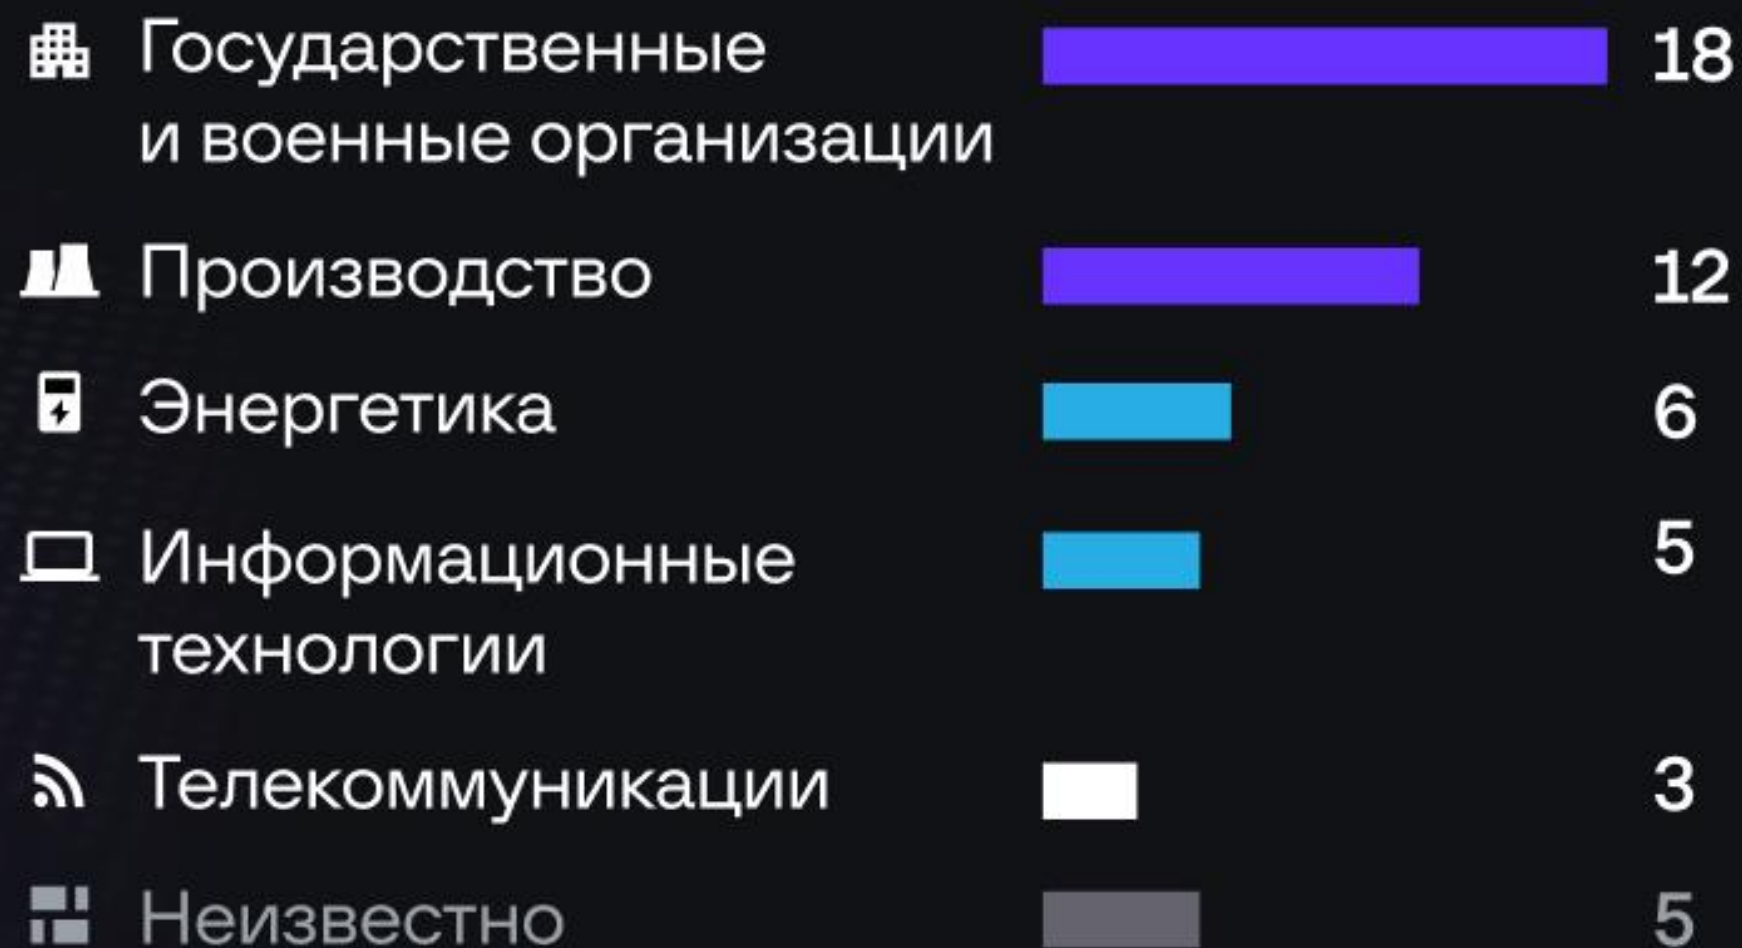 Государственные 18
и военные организации
Производство 12
Энергетика 6
Информационные 5
технологии
Телекоммуникации 3
Неизвестно 5